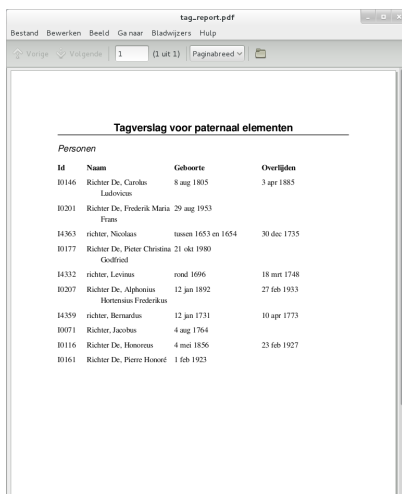 tag_report.pdf
Bestand Bewerken Beeld Ga naar Bladwijzers Hulp
Vorige Volgende 1 (1 uit 1) Paginabreed
Tagverslag voor paternaal elementen
Personen
Id Naam Geboorte Overlijden
I0146 Richter De, Carolus 8 aug 1805 3 apr 1885
Ludovicus
I0201 Richter De, Frederik Maria 29 aug 1953
Frans
I4363 richter, Nicolaas tussen 1653 en 1654 30 dec 1735
I0177 Richter De, Pieter Christina 21 okt 1980
Godfried
I4332 richter, Levinus rond 1696 18 mrt 1748
I0207 Richter De, Alphonius 12 jan 1892 27 feb 1933
Hortensius Frederikus
I4359 richter, Bernardus 12 jan 1731 10 apr 1773
I0071 Richter, Jacobus 4 aug 1764
I0116 Richter De, Honoreus 4 mei 1856 23 feb 1927
I0161 Richter De, Pierre Honoré 1 feb 1923